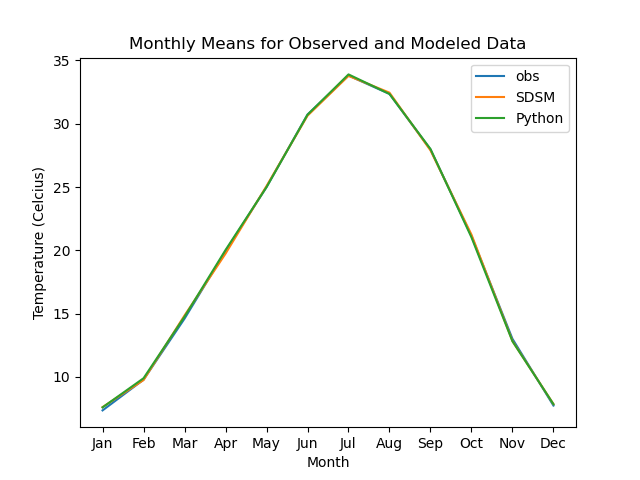 Monthly Means for Observed and Modeled Data
35
30
25
20
15
10
Temperature (Celcius)
obs
SDSM
Python
Jan Feb Mar Apr May Jun Jul Aug Sep Oct Nov Dec
Month